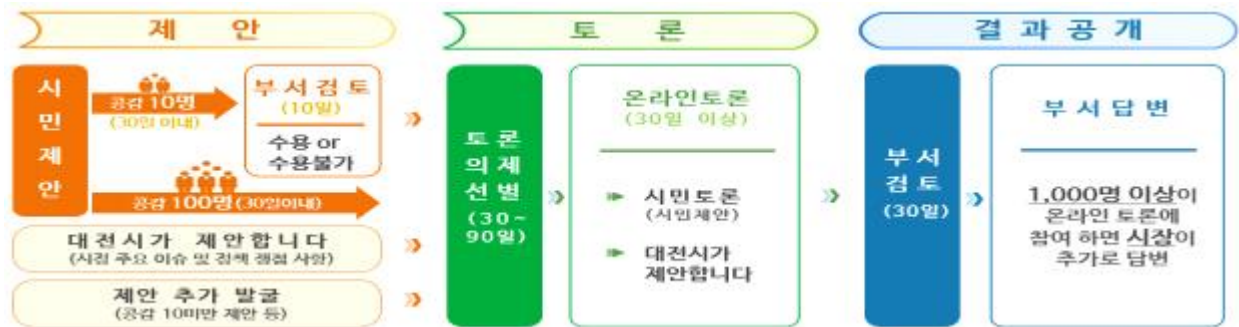 제 안
토 론
결과공개
시민제안
공감 10명
(30일 이내)
부서검토
(10일)
수용 or
수용불가
공감 100명(30일이내)
대전시가 제안합니다
(시정 주요 이슈 및 정책 쟁점 사항)
제안 추가 발굴
(공감 10미만 제안 등)
토론
의제
선별
(30~
90일)
온라인토론
(30일 이상)
시민토론
(시민제안)
대전시가
제안합니다
부서
검토
(30일)
부서답변
1,000명 이상이
온라인 토론에
참여 하면 시장이
추가로 답변